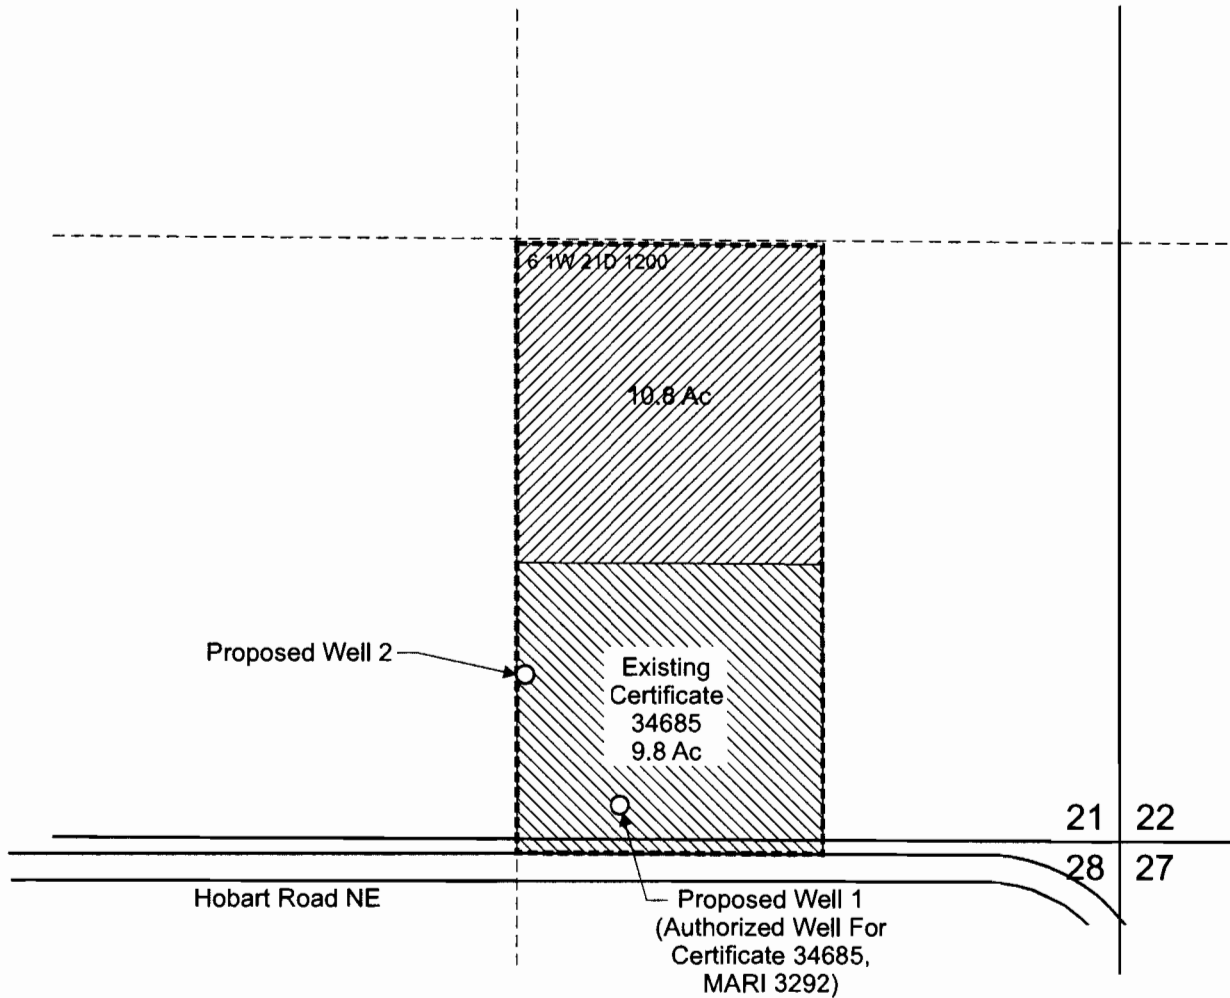 6 1W 21D 1200
10.8 Ac
Proposed Well 2
Existing
Certificate
34685
9.8 Ac
21 22
28 27
Hobart Road NE
Proposed Well 1
(Authorized Well For
Certificate 34685,
MARI 3292)